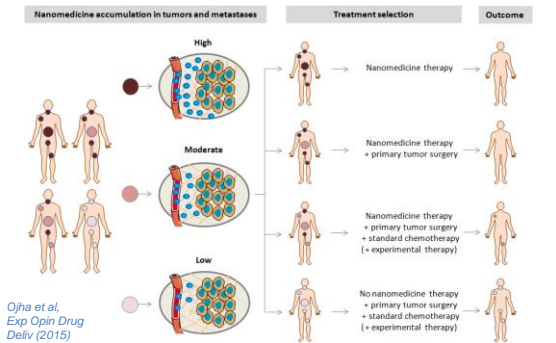 Nanomedicine accumulation in tumors and metastases
Treatment selection
Outcome
High
Moderate
Low
Nanomedicine therapy
Nanomedicine therapy
+ primary tumor surgery
Nanomedicine therapy
+ primary tumor surgery
+ standard chemotherapy
(+ experimental therapy)
No nanomedicine therapy
+ primary tumor surgery
+ standard chemotherapy
(+ experimental therapy)
Ojha et al,
Exp Opin Drug
Deliv (2015)